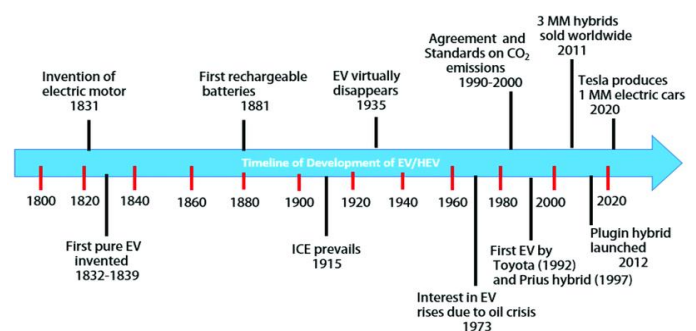 3 MM hybrids
sold worldwide
2011
Agreement and
Standards on CO₂
emissions
1990-2000
Invention of
electric motor
1831
First rechargeable
batteries
1881
EV virtually
disappears
1935
Tesla produces
1 MM electric cars
2020
Timeline of Development of EV/HEV
1800 1820 1840 1860 1880 1900 1920 1940 1960 1980 2000 2020
First pure EV
invented
1832-1839
ICE prevails
1915
Interest in EV
rises due to oil crisis
1973
First EV by
Toyota (1992)
and Prius hybrid (1997)
Plugin hybrid
launched
2012